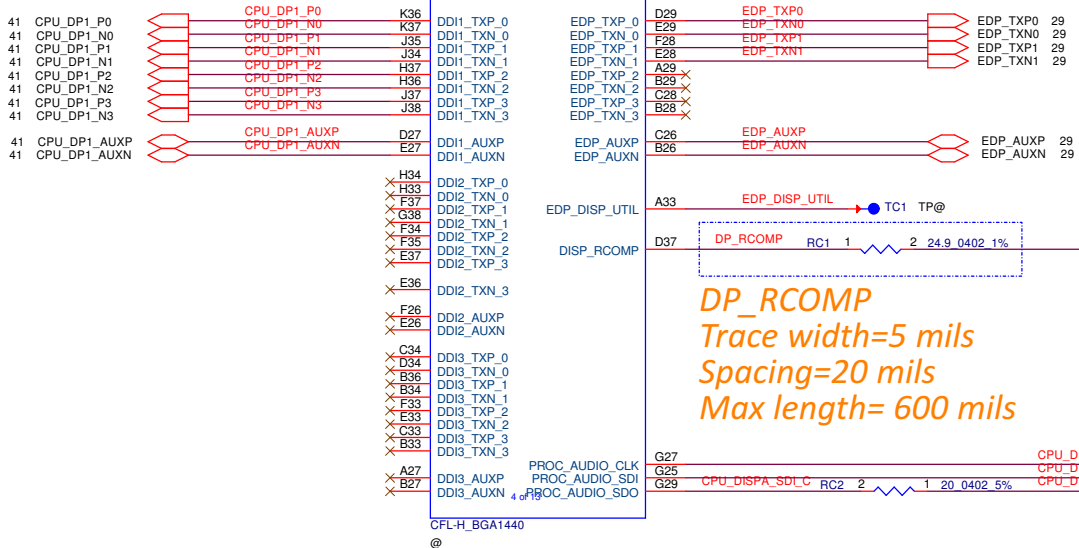 CPU_DP1_P0 K36 D29 EDP_TXP0
41 CPU_DP1_P0 DDI1_TXP_0 EDP_TXP_0 EDP_TXP0 29
CPU_DP1_N0 K37 E29 EDP_TXN0
41 CPU_DP1_N0 DDI1_TXN_0 EDP_TXN_0 EDP_TXN0 29
CPU_DP1_P1 J35 F28 EDP_TXP1
41 CPU_DP1_P1 DDI1_TXP_1 EDP_TXP_1 EDP_TXP1 29
CPU_DP1_N1 J34 E28 EDP_TXN1
41 CPU_DP1_N1 DDI1_TXN_1 EDP_TXN_1 EDP_TXN1 29
CPU_DP1_P2 H37 A29
41 CPU_DP1_P2 DDI1_TXP_2 EDP_TXP_2
CPU_DP1_N2 H36 B29
41 CPU_DP1_N2 DDI1_TXN_2 EDP_TXN_2
CPU_DP1_P3 J37 C28
41 CPU_DP1_P3 DDI1_TXP_3 EDP_TXP_3
CPU_DP1_N3 J38 B28
41 CPU_DP1_N3 DDI1_TXN_3 EDP_TXN_3
CPU_DP1_AUXP D27 C26 EDP_AUXP
41 CPU_DP1_AUXP DDI1_AUXP EDP_AUXP EDP_AUXP 29
CPU_DP1_AUXN E27 B26 EDP_AUXN
41 CPU_DP1_AUXN DDI1_AUXN EDP_AUXN EDP_AUXN 29
H34 DDI2_TXP_0
H33 DDI2_TXN_0
F37 DDI2_TXP_1 EDP_DISP_UTIL A33 EDP_DISP_UTIL TC1 TP@
G38 DDI2_TXN_1
F34 DDI2_TXP_2
F35 DDI2_TXN_2 DISP_RCOMP D37 DP_RCOMP RC1 1 2 24.9_0402_1%
E37 DDI2_TXP_3
E36 DDI2_TXN_3
DP_RCOMP
Trace width=5 mils
Spacing=20 mils
Max length= 600 mils
F26 DDI2_AUXP
E26 DDI2_AUXN
C34 DDI3_TXP_0
D34 DDI3_TXN_0
B36 DDI3_TXP_1
B34 DDI3_TXN_1
F33 DDI3_TXP_2
E33 DDI3_TXN_2
C33 DDI3_TXP_3
B33 DDI3_TXN_3
PROC_AUDIO_CLK G27 CPU_D
A27 DDI3_AUXP PROC_AUDIO_SDI G25 CPU_D
B27 DDI3_AUXN 4 of 13 PROC_AUDIO_SDO G29 CPU_DISPA_SDI_C RC2 2 1 20_0402_5% CPU_D
CFL-H_BGA1440
@